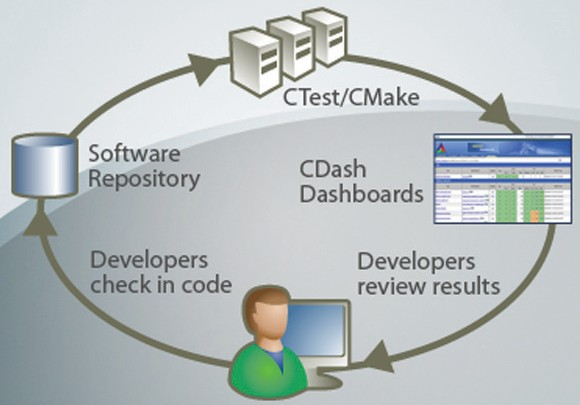 CTest/CMake
Software
Repository
CDash
Dashboards
Developers
check in code
Developers
review results